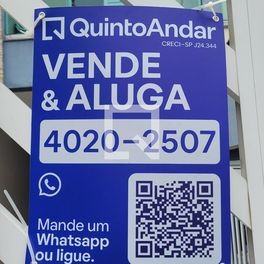 QuintoAndar
CRECI-SP J24.344
VENDE
& ALUGA
4020-2507
Mande um
Whatsapp
ou ligue.